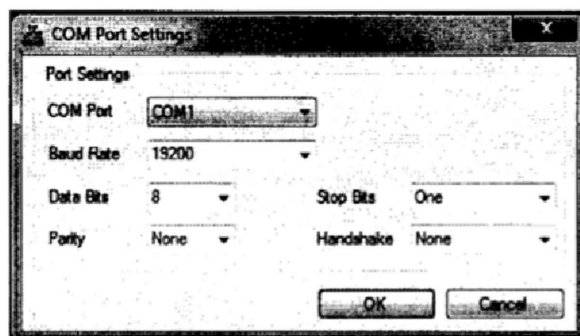 COM Port Settings
Port Settings
COM Port COM1
Baud Rate 19200
Data Bits 8 Stop Bits One
Parity None Handshake None
OK Cancel